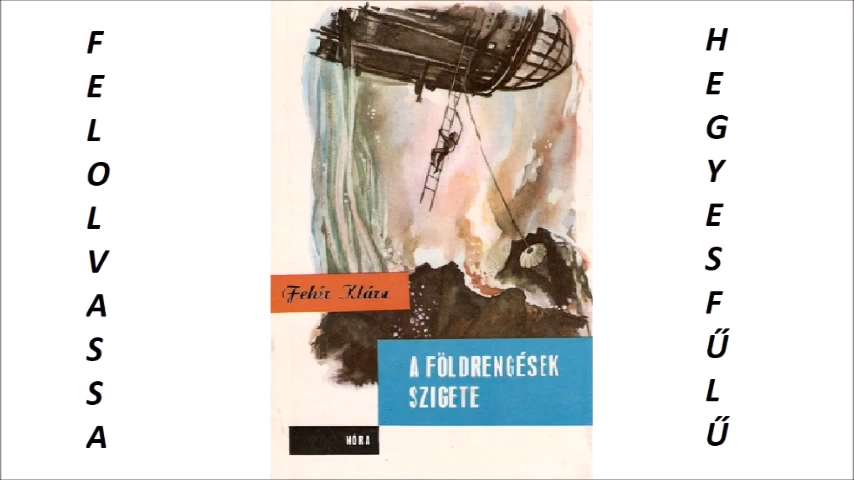 FELOLVASSA
Fehér Klára
A FÖLDRENGÉSEK
SZIGETE
MÓRA
HEGYESFŰLŰ